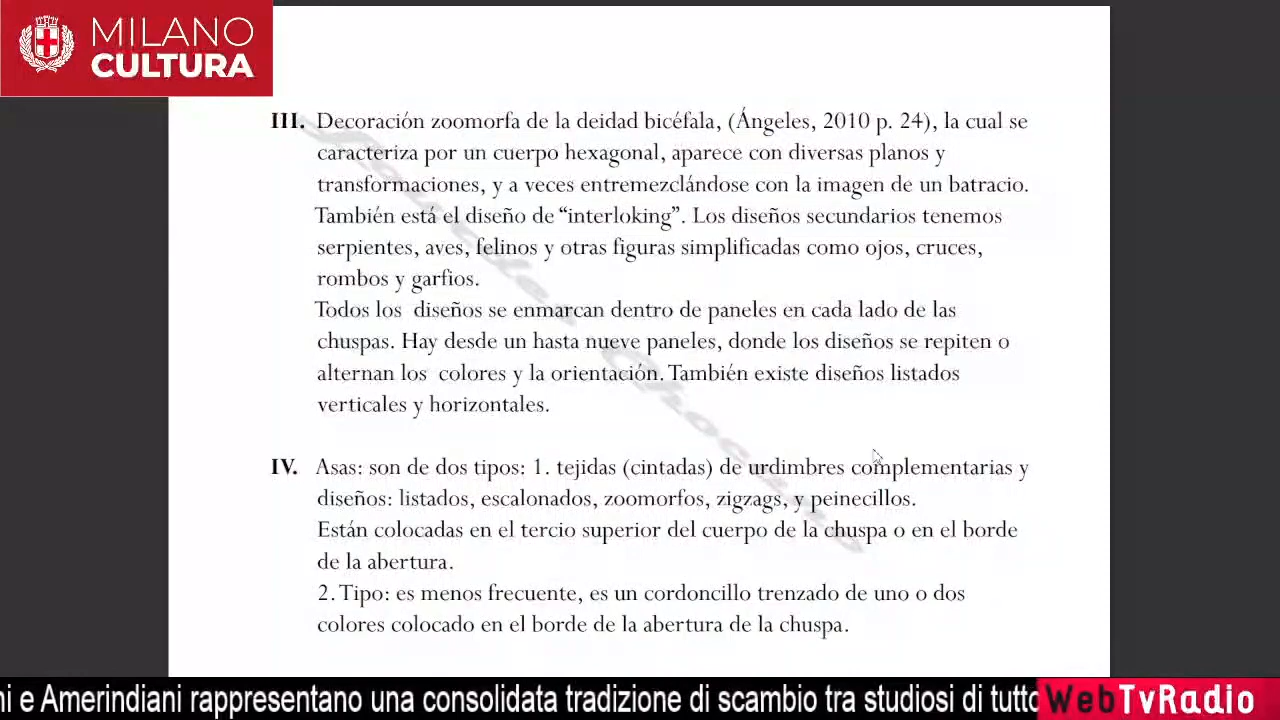 MILANO
CULTURA
III. Decoración zoomorfa de la deidad bicéfala, (Ángeles, 2010 p. 24), la cual se
caracteriza por un cuerpo hexagonal, aparece con diversas planos y
transformaciones, y a veces entremezclándose con la imagen de un batracio.
También está el diseño de “interloking”. Los diseños secundarios tenemos
serpientes, aves, felinos y otras figuras simplificadas como ojos, cruces,
rombos y garfios.
Todos los diseños se enmarcan dentro de paneles en cada lado de las
chuspas. Hay desde un hasta nueve paneles, donde los diseños se repiten o
alternan los colores y la orientación. También existe diseños listados
verticales y horizontales.
IV. Asas: son de dos tipos: 1. tejidas (cintadas) de urdimbres complementarias y
diseños: listados, escalonados, zoomorfos, zigzags, y peinecillos.
Están colocadas en el tercio superior del cuerpo de la chuspa o en el borde
de la abertura.
2. Tipo: es menos frecuente, es un cordoncillo trenzado de uno o dos
colores colocado en el borde de la abertura de la chuspa.
e Amerindiani rappresentano una consolidata tradizione di scambio tra studiosi di tutto
WebTvRadio